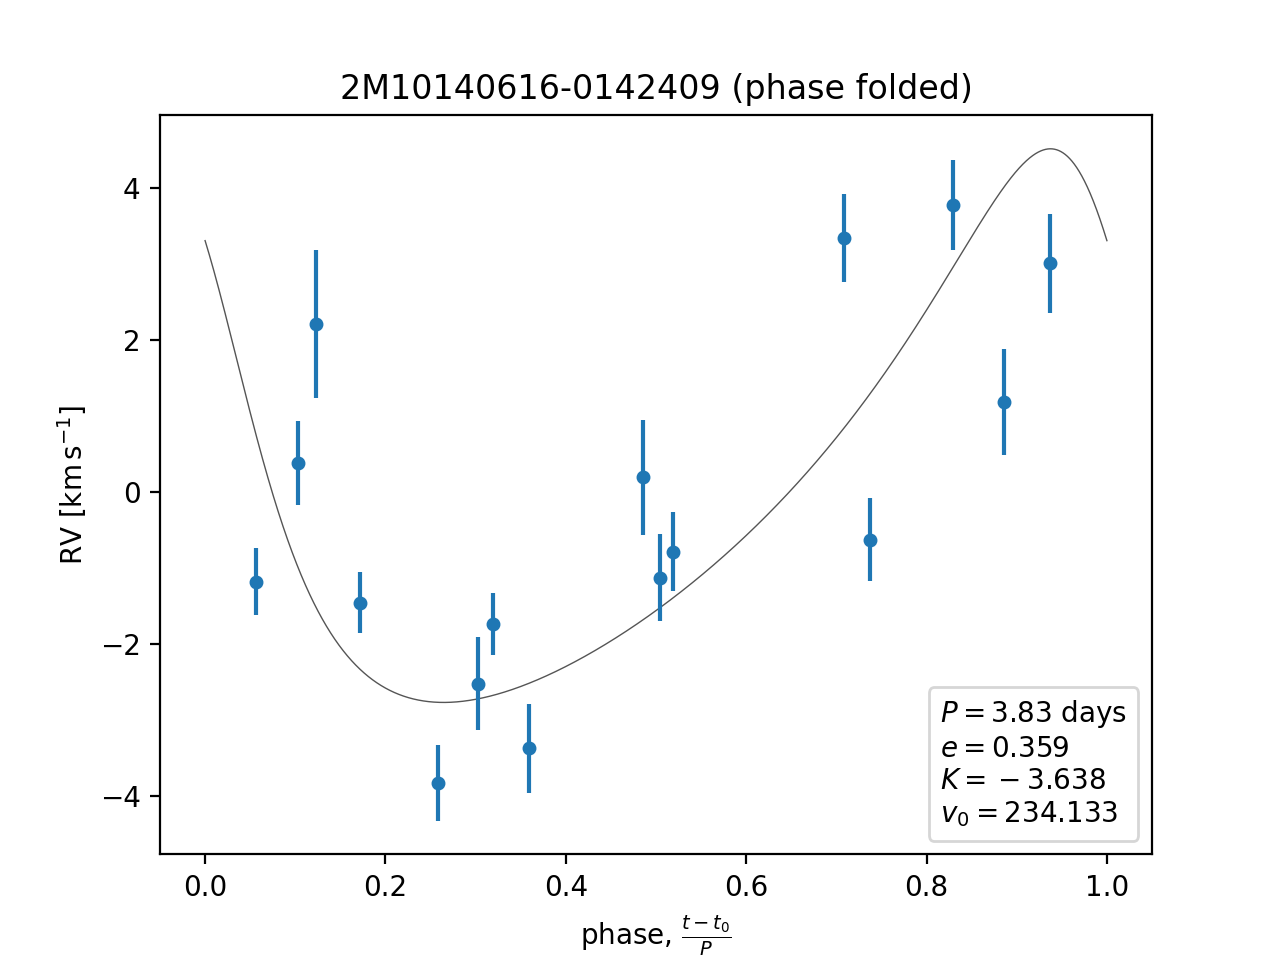 2M10140616-0142409 (phase folded)
RV [km s⁻¹]
4
2
0
−2
−4
P = 3.83 days
e = 0.359
K = −3.638
v₀ = 234.133
0.0 0.2 0.4 0.6 0.8 1.0
phase, (t − t₀)/P